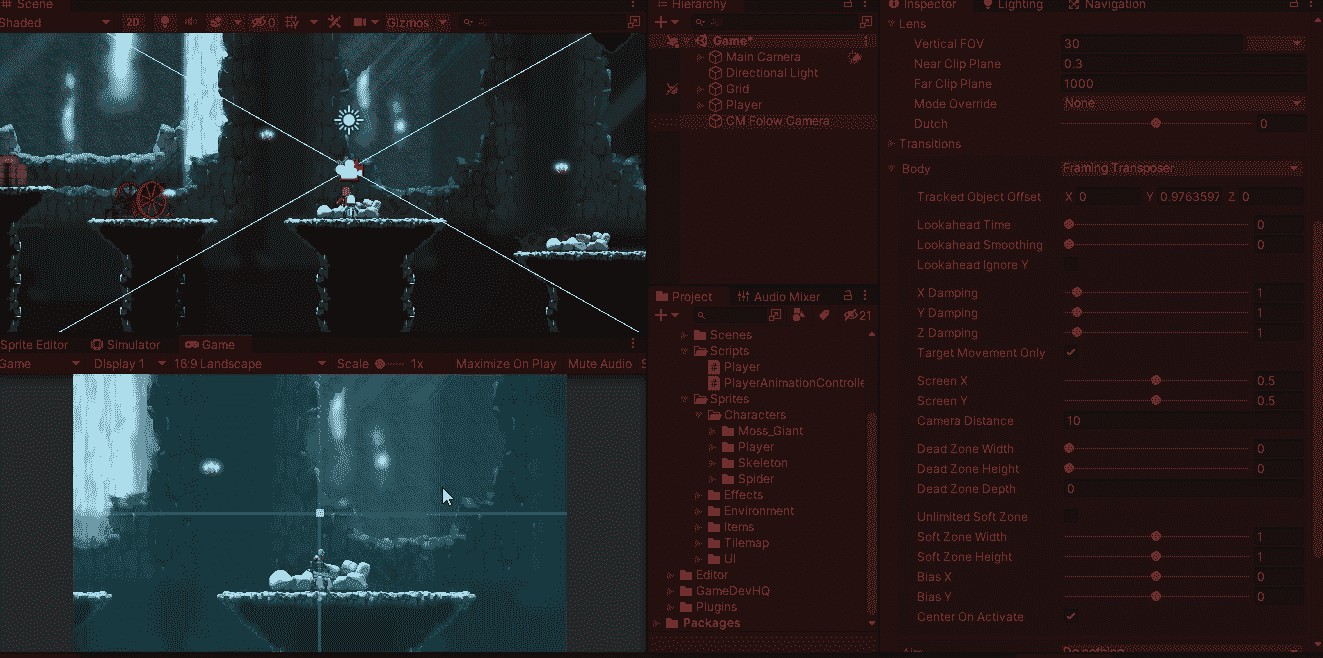 Scene
Shaded
2D
0
Gizmos
Sprite Editor
Simulator
Game
Game
Display 1
16:9 Landscape
Scale
1x
Maximize On Play
Mute Audio
S
Hierarchy
All
Game*
Main Camera
Directional Light
Grid
Player
CM Folow Camera
Project
Audio Mixer
21
Scenes
Scripts
Player
PlayerAnimationControlle
Sprites
Characters
Moss_Giant
Player
Skeleton
Spider
Effects
Environment
Items
Tilemap
UI
Editor
GameDevHQ
Plugins
Packages
Inspector
Lighting
Navigation
Lens
Vertical FOV 30
Near Clip Plane 0.3
Far Clip Plane 1000
Mode Override None
Dutch 0
Transitions
Body Framing Transposer
Tracked Object Offset X 0 Y 0.9763597 Z 0
Lookahead Time 0
Lookahead Smoothing 0
Lookahead Ignore Y
X Damping 1
Y Damping 1
Z Damping 1
Target Movement Only
Screen X 0.5
Screen Y 0.5
Camera Distance 10
Dead Zone Width 0
Dead Zone Height 0
Dead Zone Depth 0
Unlimited Soft Zone
Soft Zone Width 1
Soft Zone Height 1
Bias X 0
Bias Y 0
Center On Activate
Aim Do nothing